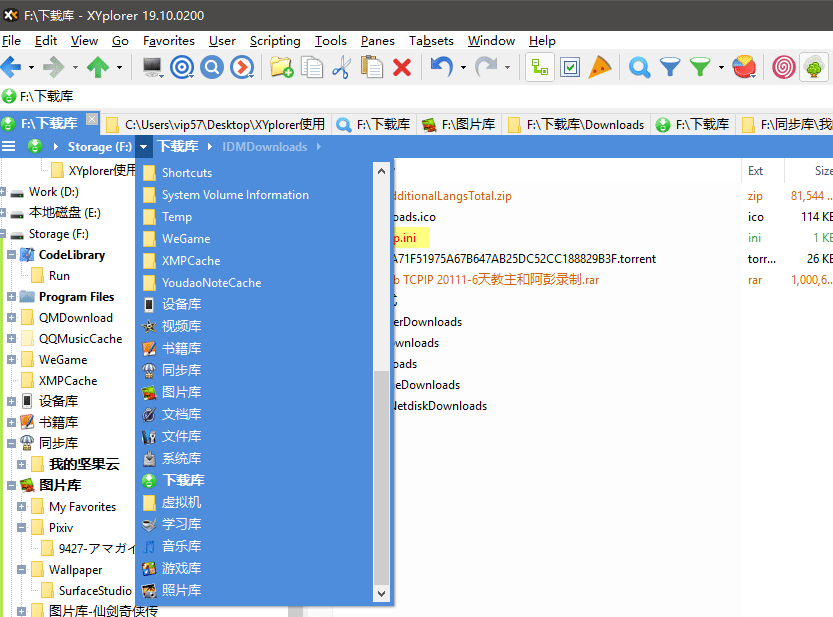 F:\下载库 - XYplorer 19.10.0200
File Edit View Go Favorites User Scripting Tools Panes Tabsets Window Help
F:\下载库
F:\下载库 C:\Users\vip57\Desktop\XYplorer使用 F:\下载库 F:\图片库 F:\下载库\Downloads F:\下载库 F:\同步库\我
Storage (F:) 下载库 IDMDownloads
XYplorer使用
Work (D:)
本地磁盘 (E:)
Storage (F:)
CodeLibrary
Run
Program Files
QMDownload
QQMusicCache
WeGame
XMPCache
设备库
书籍库
同步库
我的坚果云
图片库
My Favorites
Pixiv
9427-アマガイ
Wallpaper
SurfaceStudio
图片库-仙剑奇侠传
Shortcuts
System Volume Information
Temp
WeGame
XMPCache
YoudaoNoteCache
设备库
视频库
书籍库
同步库
图片库
文档库
文件库
系统库
下载库
虚拟机
学习库
音乐库
游戏库
照片库
Ext Size
dditionalLangsTotal.zip zip 81,544 ..
oads.ico ico 114 KB
p.ini ini 1 KB
A71F51975A67B647AB25DC52CC188829B3F.torrent torr... 26 KB
b TCPIP 20111-6天教主和阿彭录制.rar rar 1,000,6..
erDownloads
wnloads
oads
eDownloads
NetdiskDownloads